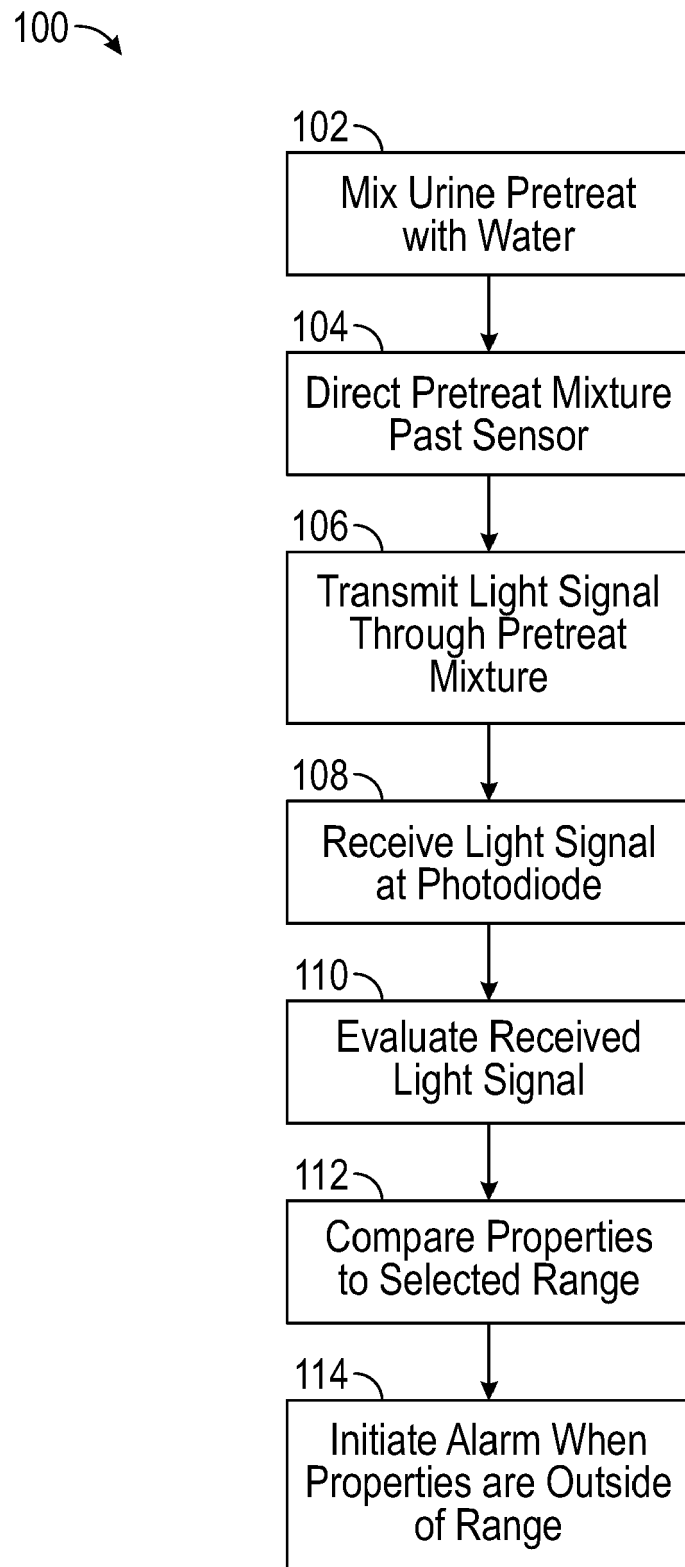 100
102
Mix Urine Pretreat
with Water
104
Direct Pretreat Mixture
Past Sensor
106
Transmit Light Signal
Through Pretreat
Mixture
108
Receive Light Signal
at Photodiode
110
Evaluate Received
Light Signal
112
Compare Properties
to Selected Range
114
Initiate Alarm When
Properties are Outside
of Range